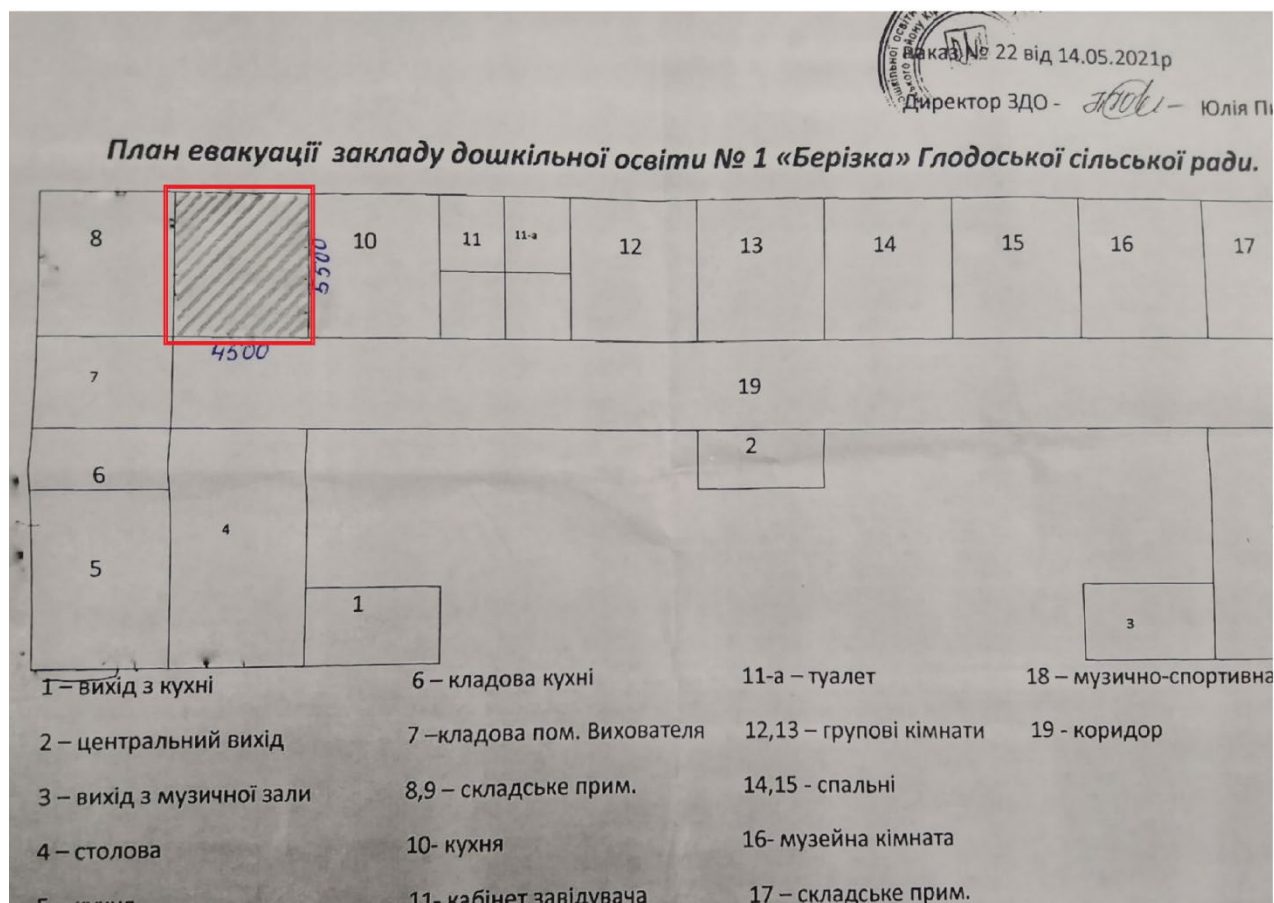 наказ № 22 від 14.05.2021р
Директор ЗДО - Юлія
План евакуації закладу дошкільної освіти № 1 «Берізка» Глодоської сільської ради.
8
5500
10
11
11-а
12
13
14
15
16
17
4500
7
19
6
2
4
5
1
3
1 – вихід з кухні
6 – кладова кухні
11-а – туалет
18 – музично-спортивна
2 – центральний вихід
7 –кладова пом. Вихователя
12,13 – групові кімнати
19 - коридор
3 – вихід з музичної зали
8,9 – складське прим.
14,15 - спальні
4 – столова
10- кухня
16- музейна кімната
11- кабінет завідувача
17 – складське прим.